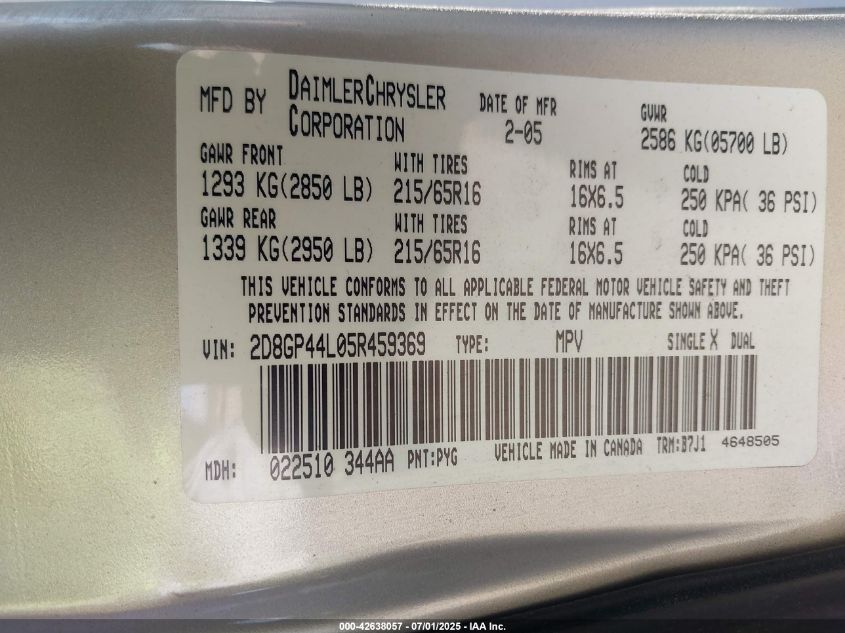 MFD BY DAIMLERCHRYSLER CORPORATION
DATE OF MFR 2-05
GVWR 2586 KG(05700 LB)
GAWR FRONT WITH TIRES RIMS AT COLD
1293 KG(2850 LB) 215/65R16 16X6.5 250 KPA( 36 PSI)
GAWR REAR WITH TIRES RIMS AT COLD
1339 KG(2950 LB) 215/65R16 16X6.5 250 KPA( 36 PSI)
THIS VEHICLE CONFORMS TO ALL APPLICABLE FEDERAL MOTOR VEHICLE SAFETY AND THEFT
PREVENTION STANDARDS IN EFFECT ON THE DATE OF MANUFACTURE SHOWN ABOVE.
VIN: 2D8GP44L05R459369 TYPE: MPV SINGLE X DUAL
MDH: 022510 344AA PNT:PYG VEHICLE MADE IN CANADA TRM:B7J1 4648505
000-42638057 - 07/01/2025 - IAA Inc.